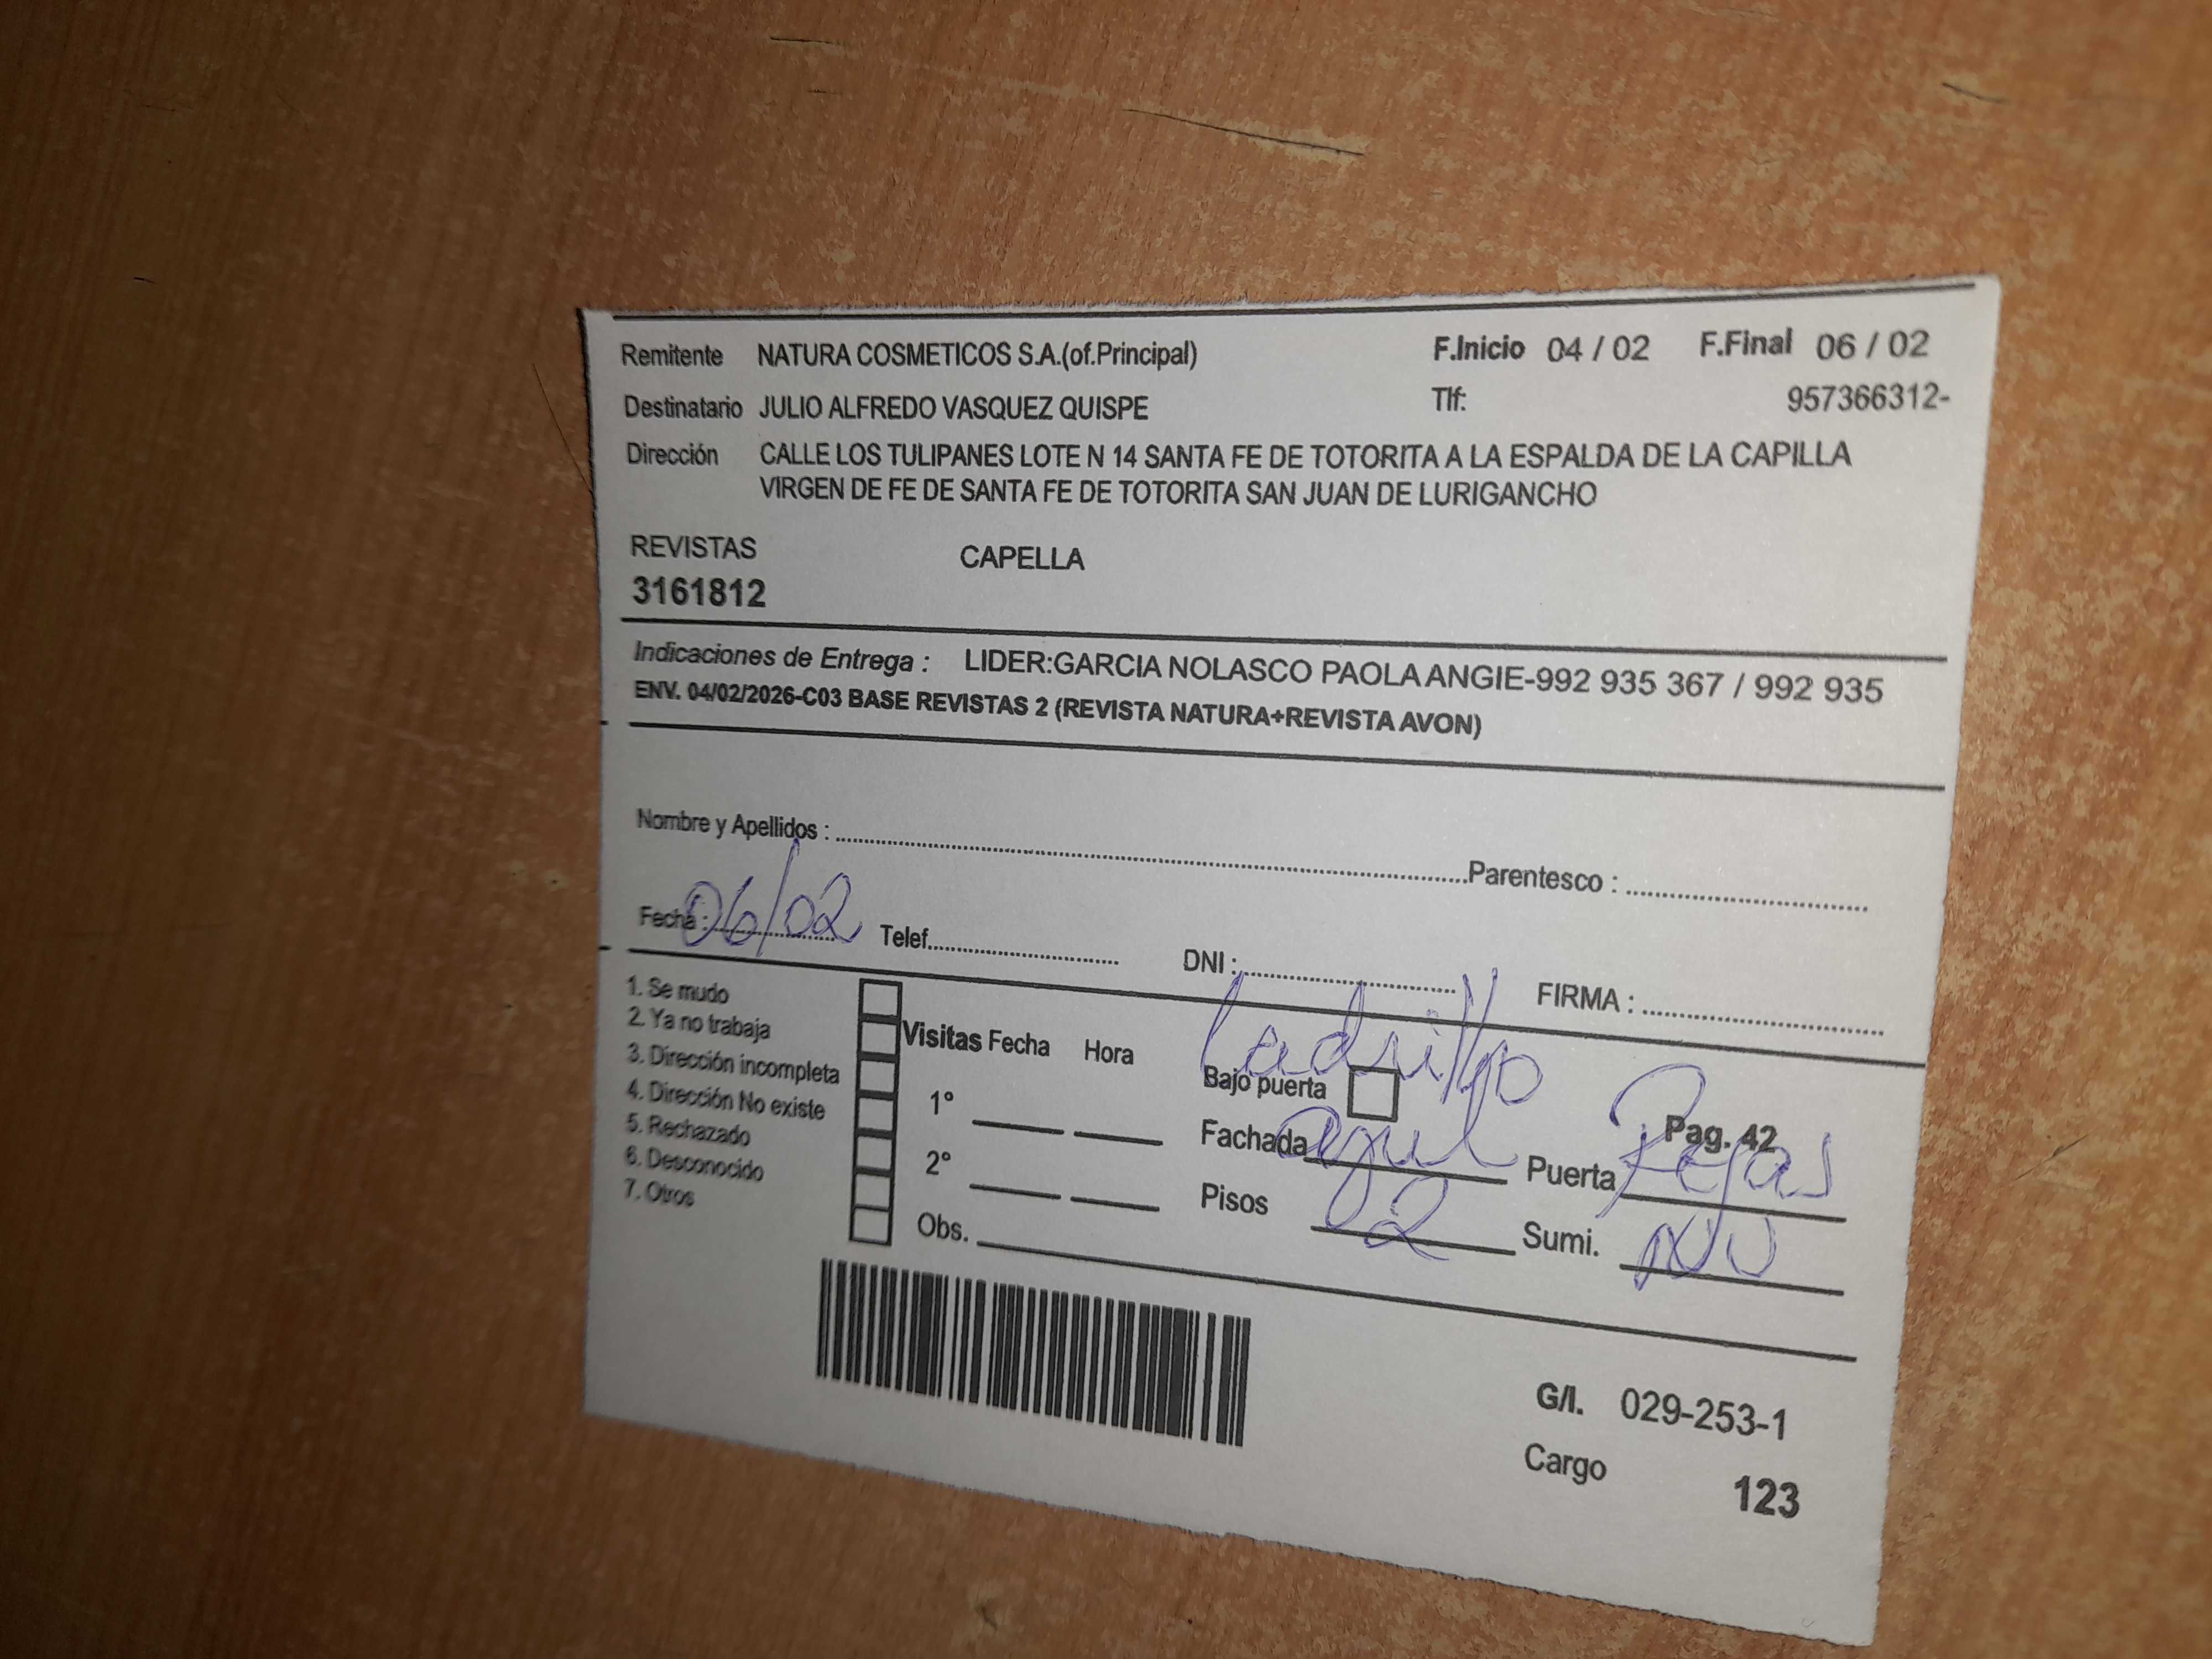 Remitente NATURA COSMETICOS S.A.(of.Principal) F.Inicio 04 / 02 F.Final 06 / 02
Destinatario JULIO ALFREDO VASQUEZ QUISPE Tlf: 957366312-
Dirección CALLE LOS TULIPANES LOTE N 14 SANTA FE DE TOTORITA A LA ESPALDA DE LA CAPILLA
VIRGEN DE FE DE SANTA FE DE TOTORITA SAN JUAN DE LURIGANCHO
REVISTAS CAPELLA
3161812
Indicaciones de Entrega : LIDER:GARCIA NOLASCO PAOLA ANGIE-992 935 367 / 992 935
ENV. 04/02/2026-C03 BASE REVISTAS 2 (REVISTA NATURA+REVISTA AVON)
Nombre y Apellidos : Parentesco :
Fecha : 06/02 Telef. DNI : FIRMA :
1. Se mudo
2. Ya no trabaja
3. Dirección incompleta
4. Dirección No existe
5. Rechazado
6. Desconocido
7. Otros
Visitas Fecha Hora
1°
2°
Obs.
ladrillo
Bajo puerta Pag. 42
Fachada azul Puerta Rejas
Pisos 2 Sumi.
G/I. 029-253-1
Cargo 123